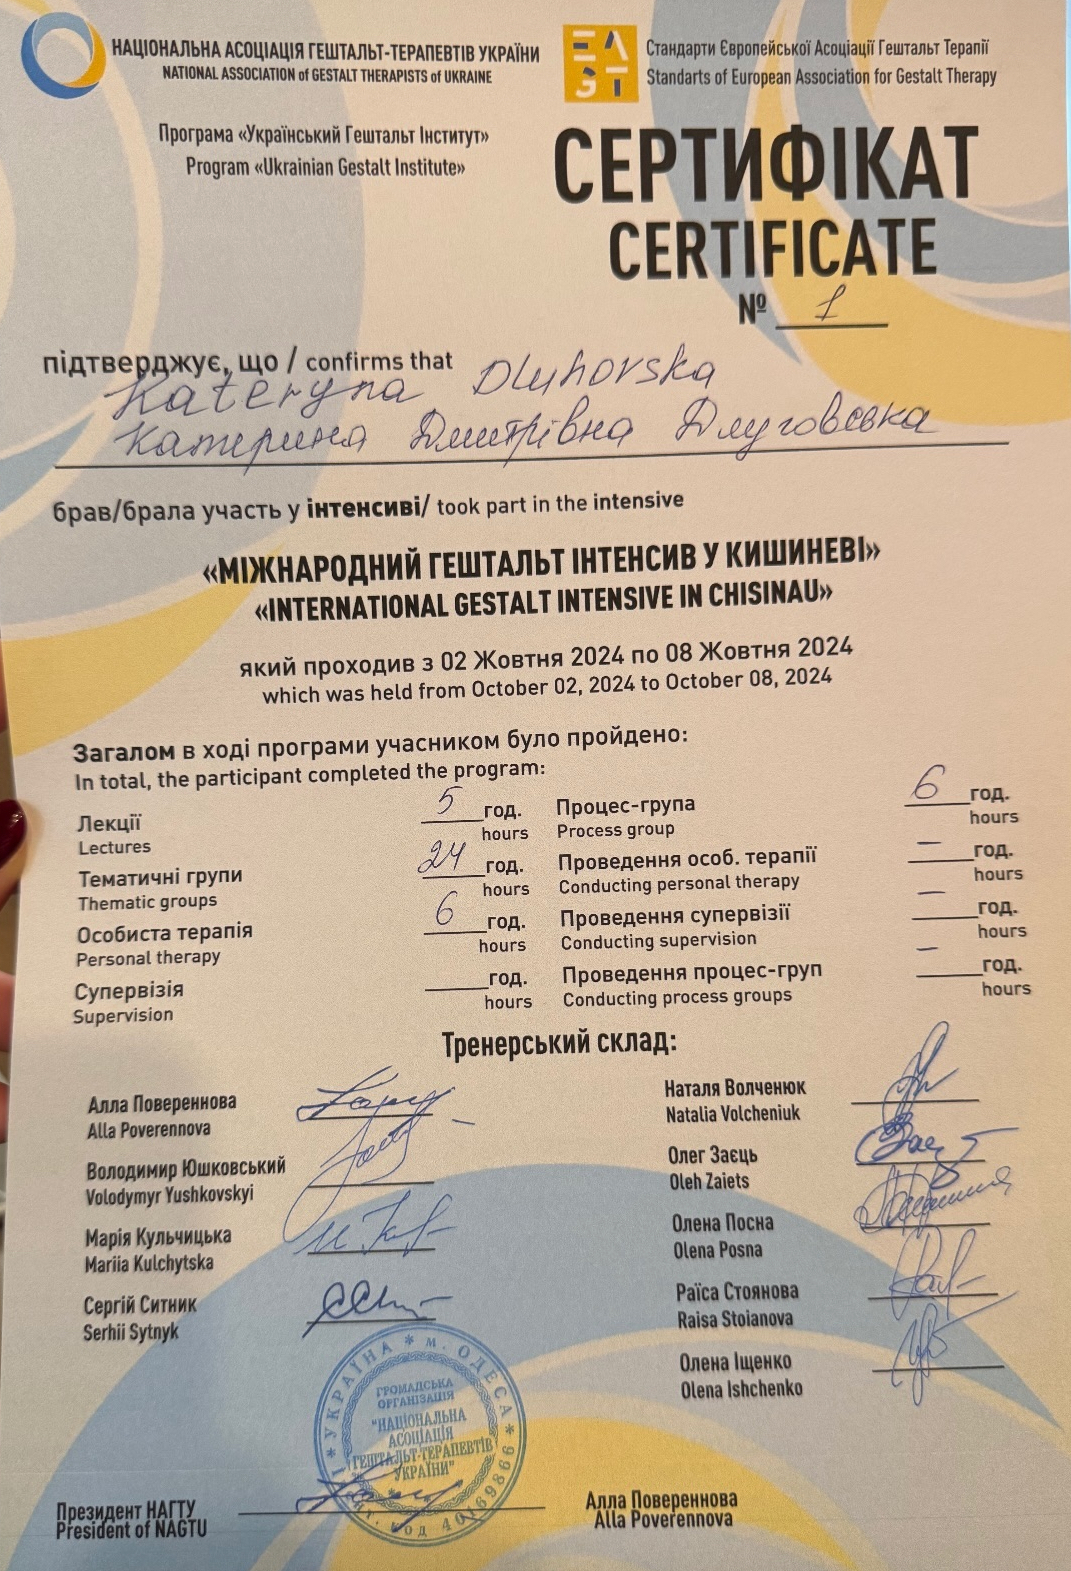 НАЦІОНАЛЬНА АСОЦІАЦІЯ ГЕШТАЛЬТ-ТЕРАПЕВТІВ УКРАЇНИ
NATIONAL ASSOCIATION of GESTALT THERAPISTS of UKRAINE
EAGT
Стандарти Європейської Асоціації Гештальт Терапії
Standarts of European Association for Gestalt Therapy
Програма «Український Гештальт Інститут»
Program «Ukrainian Gestalt Institute»
СЕРТИФІКАТ
CERTIFICATE
№ 1
підтверджує, що / confirms that
Kateryna Dluhovska
Катерина Дмитрівна Длуговська
брав/брала участь у інтенсиві/ took part in the intensive
«МІЖНАРОДНИЙ ГЕШТАЛЬТ ІНТЕНСИВ У КИШИНЕВІ»
«INTERNATIONAL GESTALT INTENSIVE IN CHISINAU»
який проходив з 02 Жовтня 2024 по 08 Жовтня 2024
which was held from October 02, 2024 to October 08, 2024
Загалом в ході програми учасником було пройдено:
In total, the participant completed the program:
Лекції 5 год.
Lectures hours
Тематичні групи 24 год.
Thematic groups hours
Особиста терапія 6 год.
Personal therapy hours
Супервізія год.
Supervision hours
Процес-група 6 год.
Process group hours
Проведення особ. терапії – год.
Conducting personal therapy hours
Проведення супервізії – год.
Conducting supervision hours
Проведення процес-груп – год.
Conducting process groups hours
Тренерський склад:
Алла Повереннова
Alla Poverennova
Володимир Юшковський
Volodymyr Yushkovskyi
Марія Кульчицька
Mariia Kulchytska
Сергій Ситник
Serhii Sytnyk
Наталя Волченюк
Natalia Volcheniuk
Олег Заєць
Oleh Zaiets
Олена Посна
Olena Posna
Раїса Стоянова
Raisa Stoianova
Олена Іщенко
Olena Ishchenko
УКРАЇНА * м. ОДЕСА *
ГРОМАДСЬКА
ОРГАНІЗАЦІЯ
"НАЦІОНАЛЬНА
АСОЦІАЦІЯ
ГЕШТАЛЬТ-ТЕРАПЕВТІВ
УКРАЇНИ"
код 40169866
Президент НАГТУ
President of NAGTU
Алла Повереннова
Alla Poverennova